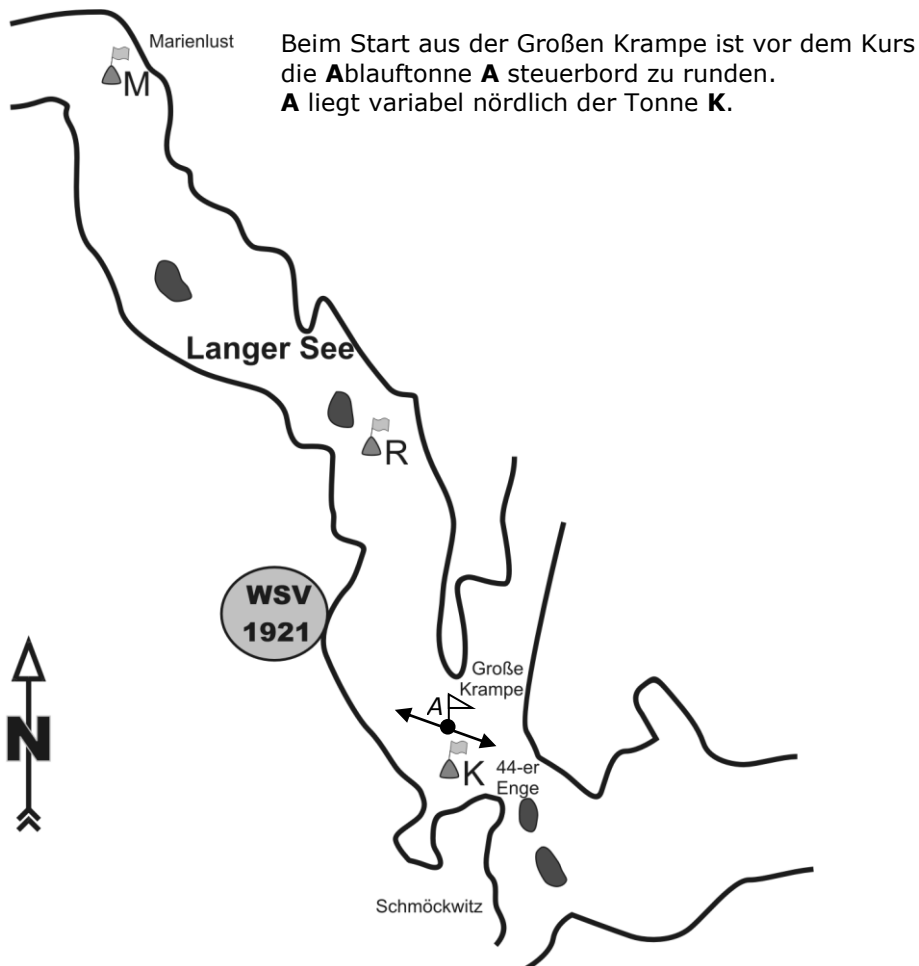 Beim Start aus der Großen Krampe ist vor dem Kurs
die Ablauftonne A steuerbord zu runden.
A liegt variabel nördlich der Tonne K.
Marienlust
M
Langer See
R
WSV
1921
Große
Krampe
A
N
K
44-er
Enge
Schmöckwitz